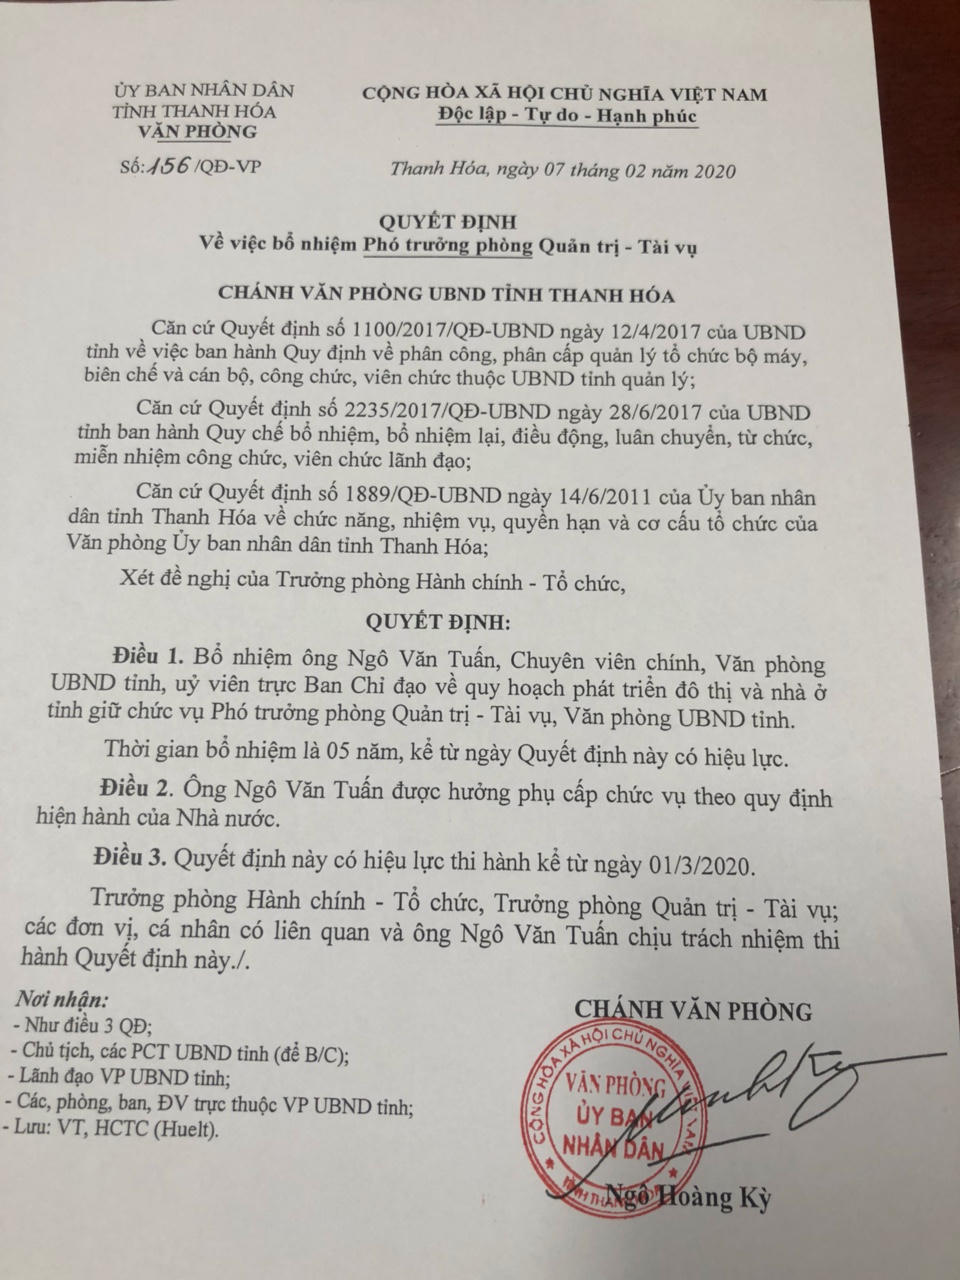 ỦY BAN NHÂN DÂN
TỈNH THANH HÓA
VĂN PHÒNG
Số:156/QĐ-VP
CỘNG HÒA XÃ HỘI CHỦ NGHĨA VIỆT NAM
Độc lập - Tự do - Hạnh phúc
Thanh Hóa, ngày 07 tháng 02 năm 2020
QUYẾT ĐỊNH
Về việc bổ nhiệm Phó trưởng phòng Quản trị - Tài vụ
CHÁNH VĂN PHÒNG UBND TỈNH THANH HÓA
Căn cứ Quyết định số 1100/2017/QĐ-UBND ngày 12/4/2017 của UBND
tỉnh về việc ban hành Quy định về phân công, phân cấp quản lý tổ chức bộ máy,
biên chế và cán bộ, công chức, viên chức thuộc UBND tỉnh quản lý;
Căn cứ Quyết định số 2235/2017/QĐ-UBND ngày 28/6/2017 của UBND
tỉnh ban hành Quy chế bổ nhiệm, bổ nhiệm lại, điều động, luân chuyển, từ chức,
miễn nhiệm công chức, viên chức lãnh đạo;
Căn cứ Quyết định số 1889/QĐ-UBND ngày 14/6/2011 của Ủy ban nhân
dân tỉnh Thanh Hóa về chức năng, nhiệm vụ, quyền hạn và cơ cấu tổ chức của
Văn phòng Ủy ban nhân dân tỉnh Thanh Hóa;
Xét đề nghị của Trưởng phòng Hành chính - Tổ chức,
QUYẾT ĐỊNH:
Điều 1. Bổ nhiệm ông Ngô Văn Tuấn, Chuyên viên chính, Văn phòng
UBND tỉnh, uỷ viên trực Ban Chỉ đạo về quy hoạch phát triển đô thị và nhà ở
tỉnh giữ chức vụ Phó trưởng phòng Quản trị - Tài vụ, Văn phòng UBND tỉnh.
Thời gian bổ nhiệm là 05 năm, kể từ ngày Quyết định này có hiệu lực.
Điều 2. Ông Ngô Văn Tuấn được hưởng phụ cấp chức vụ theo quy định
hiện hành của Nhà nước.
Điều 3. Quyết định này có hiệu lực thi hành kể từ ngày 01/3/2020.
Trưởng phòng Hành chính - Tổ chức, Trưởng phòng Quản trị - Tài vụ;
các đơn vị, cá nhân có liên quan và ông Ngô Văn Tuấn chịu trách nhiệm thi
hành Quyết định này./.
Nơi nhận:
- Như điều 3 QĐ;
- Chủ tịch, các PCT UBND tỉnh (để B/C);
- Lãnh đạo VP UBND tỉnh;
- Các, phòng, ban, ĐV trực thuộc VP UBND tỉnh;
- Lưu: VT, HCTC (Huelt).
CHÁNH VĂN PHÒNG
CỘNG HÒA XÃ HỘI CHỦ NGHĨA VIỆT NAM
VĂN PHÒNG
ỦY BAN
NHÂN DÂN
TỈNH THANH HÓA
Ngô Hoàng Kỳ